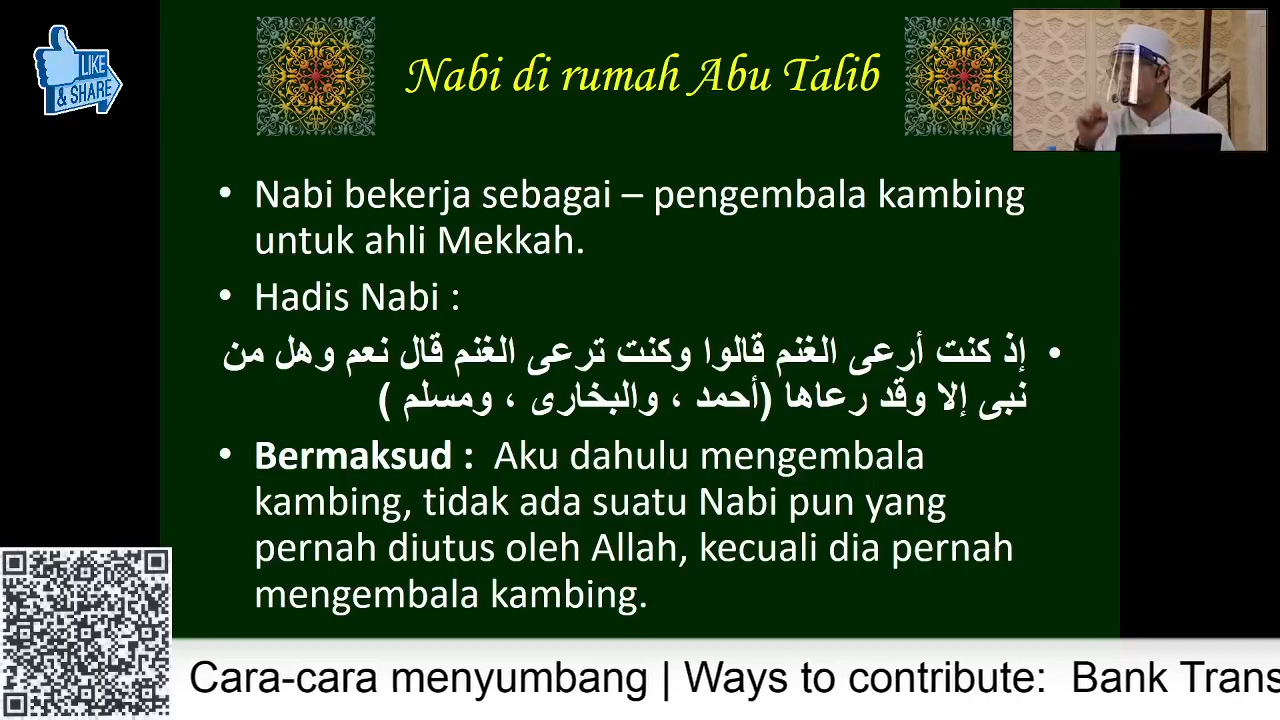 LIKE
& SHARE
Nabi di rumah Abu Talib
• Nabi bekerja sebagai – pengembala kambing
untuk ahli Mekkah.
• Hadis Nabi :
• إذ كنت أرعى الغنم قالوا وكنت ترعى الغنم قال نعم وهل من
نبى إلا وقد رعاها (أحمد ، والبخارى ، ومسلم )
• Bermaksud : Aku dahulu mengembala
kambing, tidak ada suatu Nabi pun yang
pernah diutus oleh Allah, kecuali dia pernah
mengembala kambing.
Cara-cara menyumbang | Ways to contribute: Bank Trans